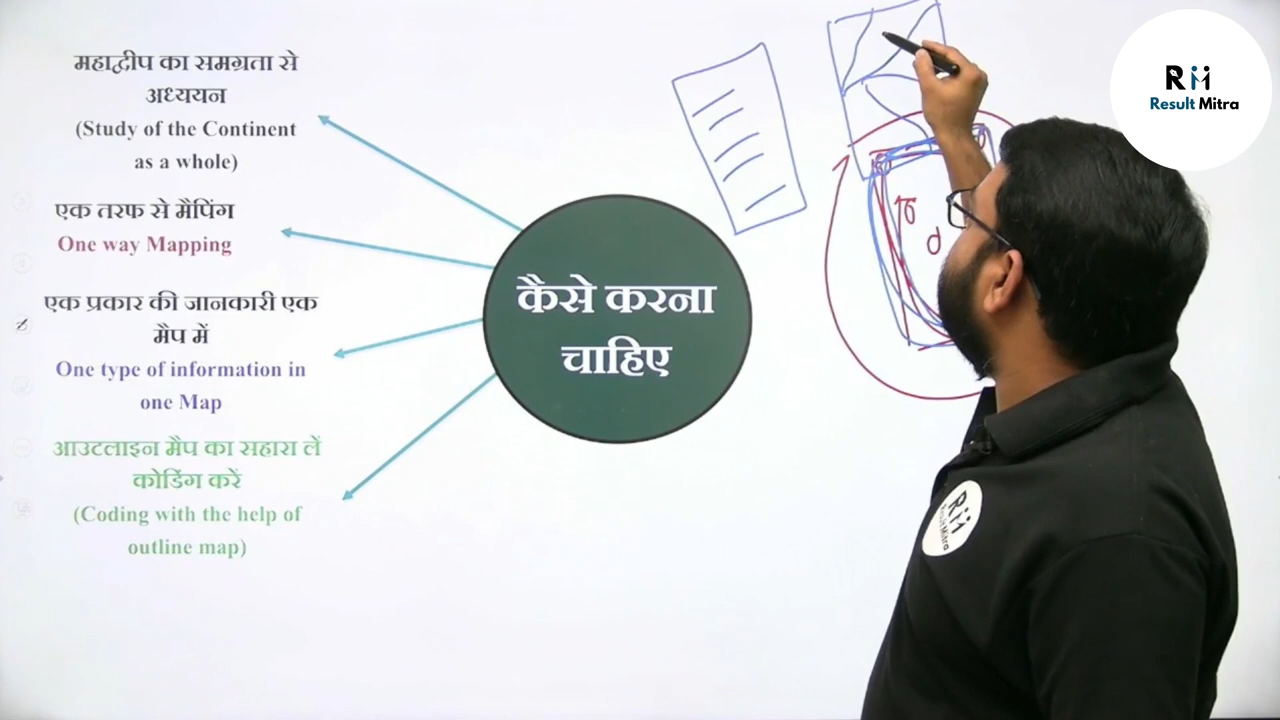 महाद्वीप का समग्रता से
अध्ययन
(Study of the Continent
as a whole)
एक तरफ से मैपिंग
One way Mapping
एक प्रकार की जानकारी एक
मैप में
One type of information in
one Map
आउटलाइन मैप का सहारा लें
कोडिंग करें
(Coding with the help of
outline map)
कैसे करना
चाहिए
Result Mitra
Result Mitra